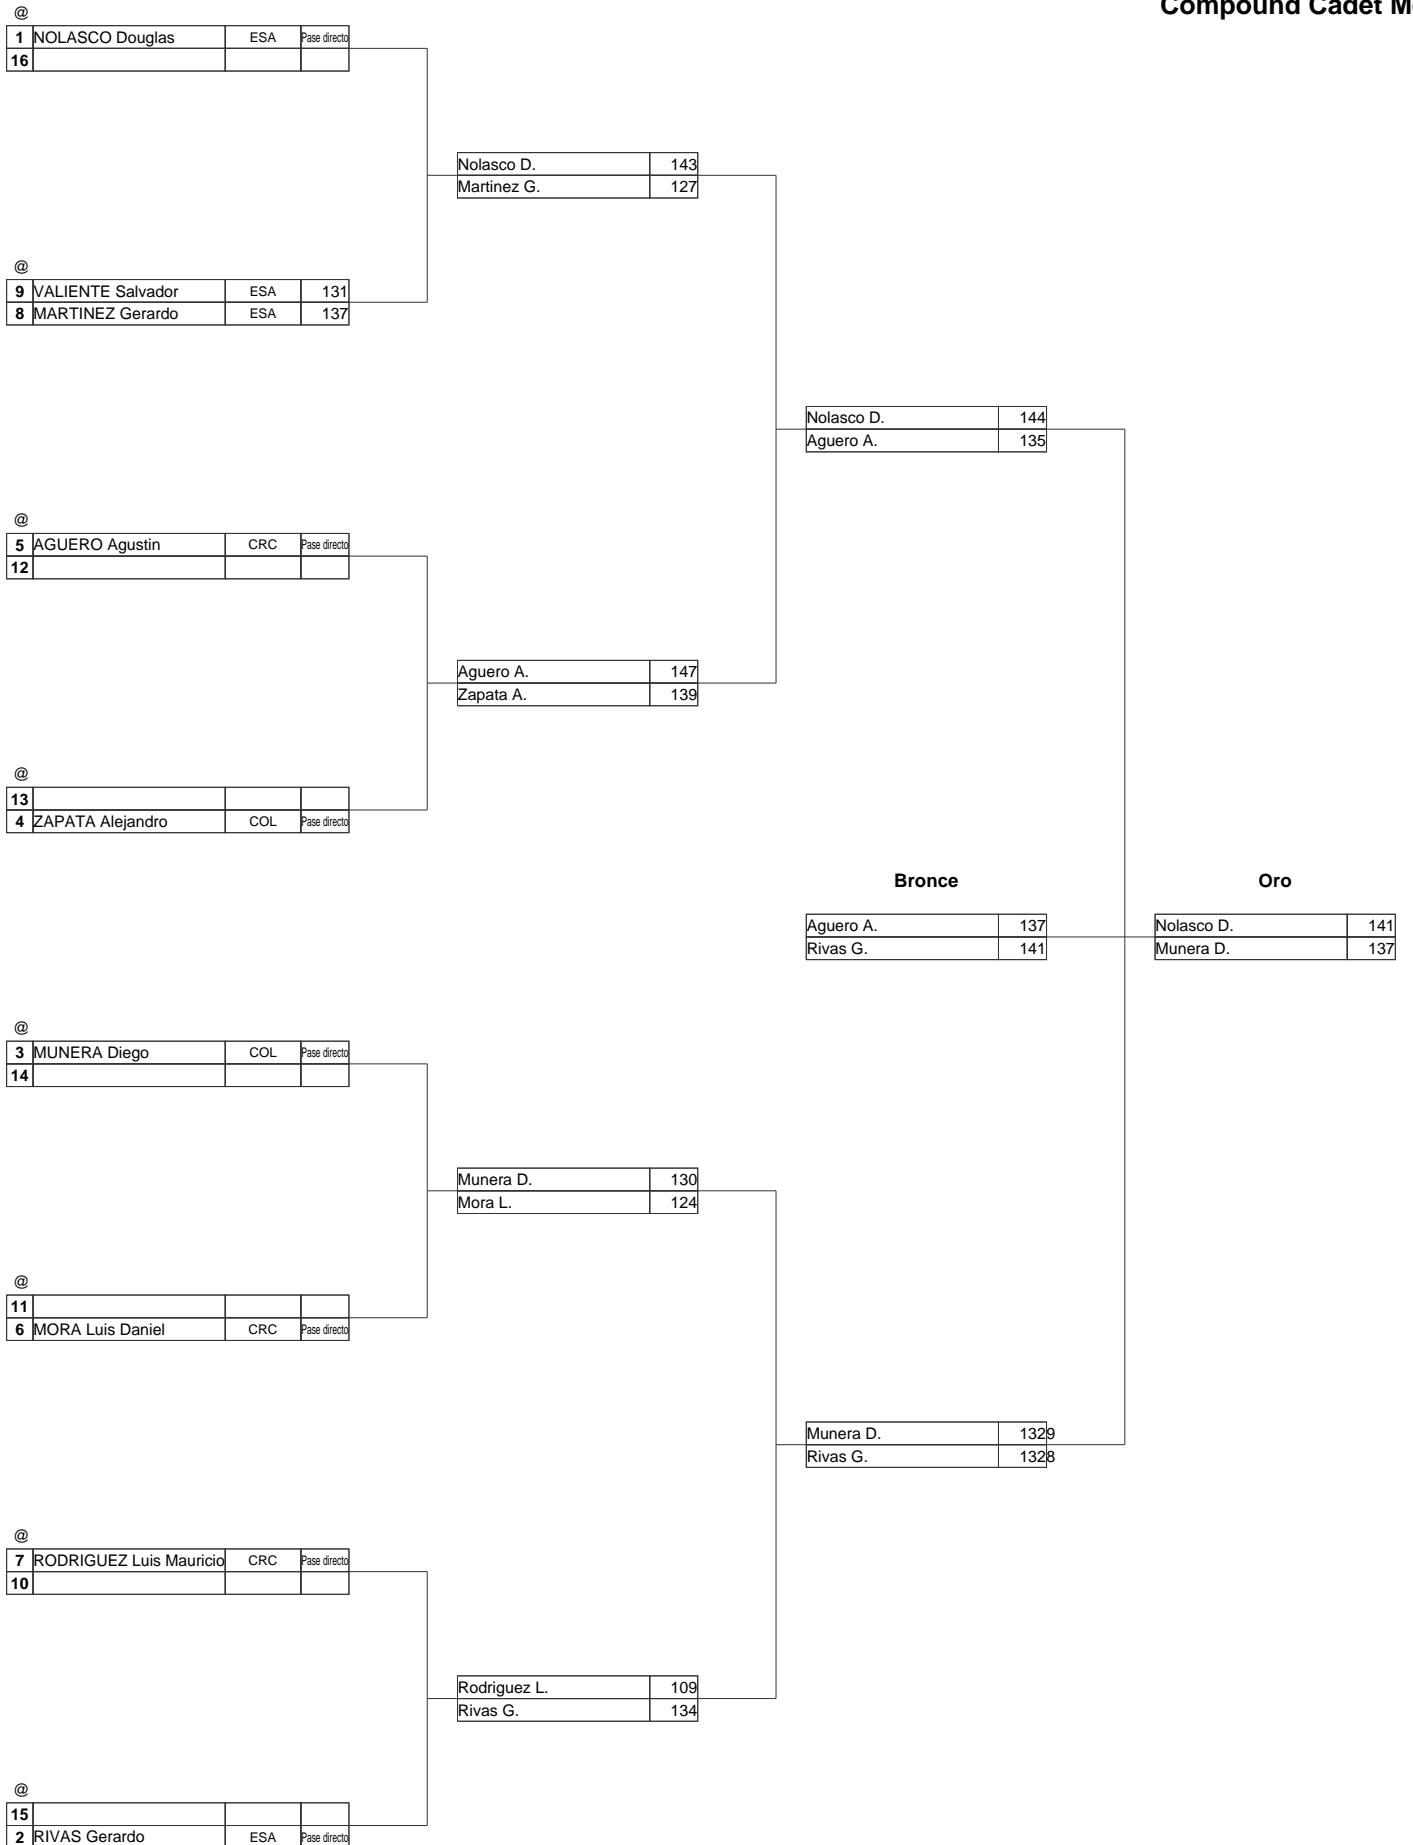 Compound Cadet M
@
1 NOLASCO Douglas ESA Pase directo
16
Nolasco D. 143
Martinez G. 127
@
9 VALIENTE Salvador ESA 131
8 MARTINEZ Gerardo ESA 137
Nolasco D. 144
Aguero A. 135
@
5 AGUERO Agustin CRC Pase directo
12
Aguero A. 147
Zapata A. 139
@
13
4 ZAPATA Alejandro COL Pase directo
Bronce Oro
Aguero A. 137 Nolasco D. 141
Rivas G. 141 Munera D. 137
@
3 MUNERA Diego COL Pase directo
14
Munera D. 130
Mora L. 124
@
11
6 MORA Luis Daniel CRC Pase directo
Munera D. 1329
Rivas G. 1328
@
7 RODRIGUEZ Luis Mauricio CRC Pase directo
10
Rodriguez L. 109
Rivas G. 134
@
15
2 RIVAS Gerardo ESA Pase directo